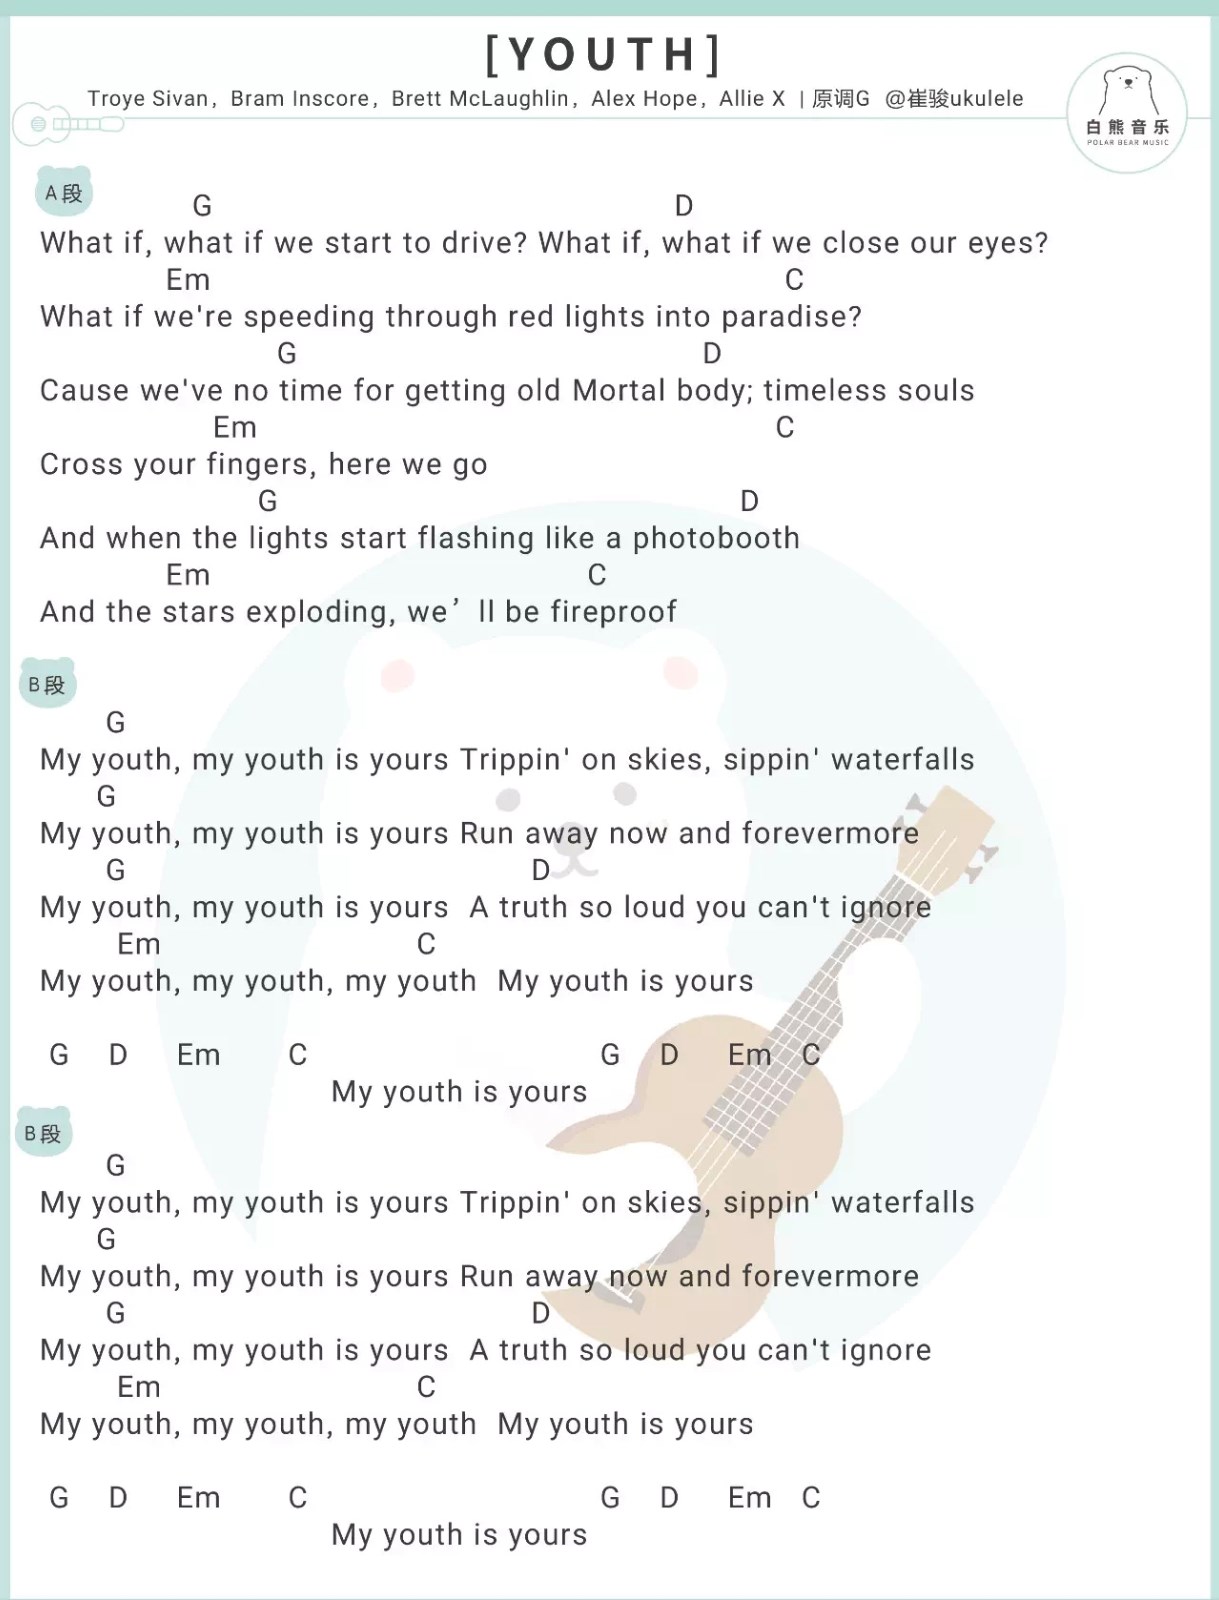 [YOUTH]
Troye Sivan, Bram Inscore, Brett McLaughlin, Alex Hope, Allie X | 原调G @崔骏ukulele
白熊音乐
POLAR BEAR MUSIC
A段
G D
What if, what if we start to drive? What if, what if we close our eyes?
Em C
What if we're speeding through red lights into paradise?
G D
Cause we've no time for getting old Mortal body; timeless souls
Em C
Cross your fingers, here we go
G D
And when the lights start flashing like a photobooth
Em C
And the stars exploding, we’ll be fireproof
B段
G
My youth, my youth is yours Trippin' on skies, sippin' waterfalls
G
My youth, my youth is yours Run away now and forevermore
G D
My youth, my youth is yours A truth so loud you can't ignore
Em C
My youth, my youth, my youth My youth is yours
G D Em C G D Em C
My youth is yours
B段
G
My youth, my youth is yours Trippin' on skies, sippin' waterfalls
G
My youth, my youth is yours Run away now and forevermore
G D
My youth, my youth is yours A truth so loud you can't ignore
Em C
My youth, my youth, my youth My youth is yours
G D Em C G D Em C
My youth is yours